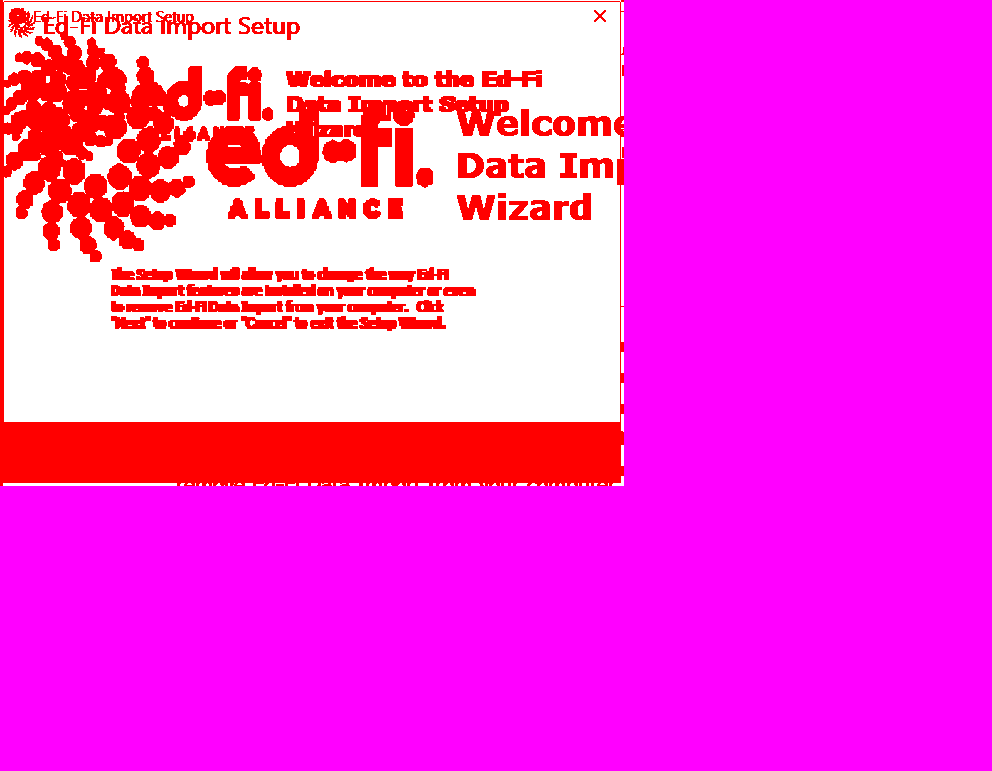 Ed-Fi Data Import Setup
Ed-Fi Data Import Setup
ed-fi.
ALLIANCE
Welcome to the Ed-Fi
Data Import Setup
Wizard
ed-fi.
ALLIANCE
Welcome
Data Imp
Wizard
The Setup Wizard will allow you to change the way Ed-Fi
Data Import features are installed on your computer or even
to remove Ed-Fi Data Import from your computer. Click
"Next" to continue or "Cancel" to exit the Setup Wizard.
remove Ed-Fi Data Import from your computer